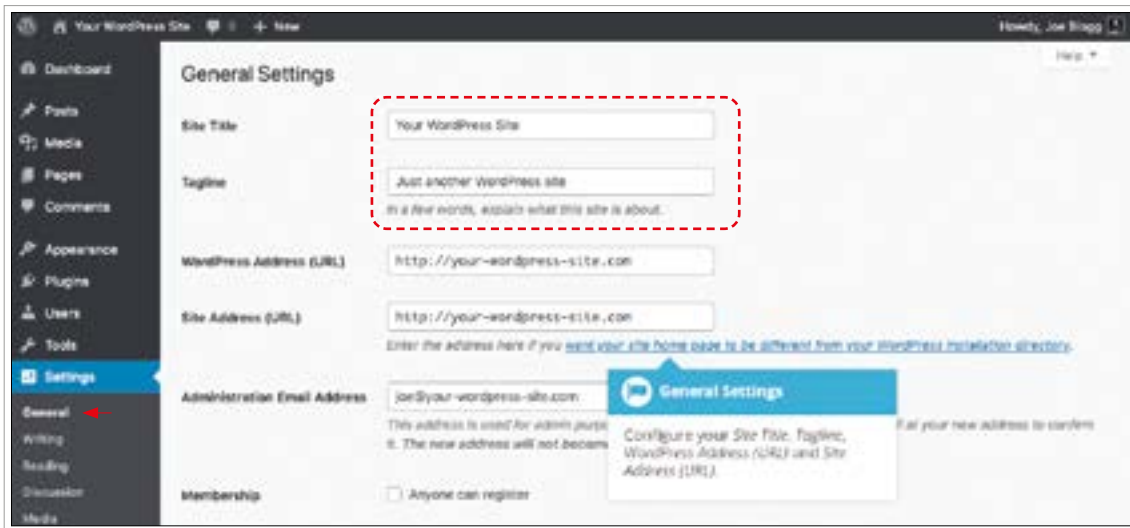 Your WordPress Site + New
Howdy, Joe Blogg
Help
Dashboard
Posts
Media
Pages
Comments
Appearance
Plugins
Users
Tools
Settings
General
Writing
Reading
Discussion
Media
General Settings
Site Title
Your WordPress Site
Tagline
Just another WordPress site
In a few words, explain what this site is about.
WordPress Address (URL)
http://your-wordpress-site.com
Site Address (URL)
http://your-wordpress-site.com
Enter the address here if you want your site home page to be different from your WordPress installation directory.
Administration Email Address
joe@your-wordpress-site.com
This address is used for admin purp
at your new address to confirm
it. The new address will not becom
General Settings
Configure your Site Title, Tagline,
WordPress Address (URL) and Site
Address (URL).
Membership
Anyone can register